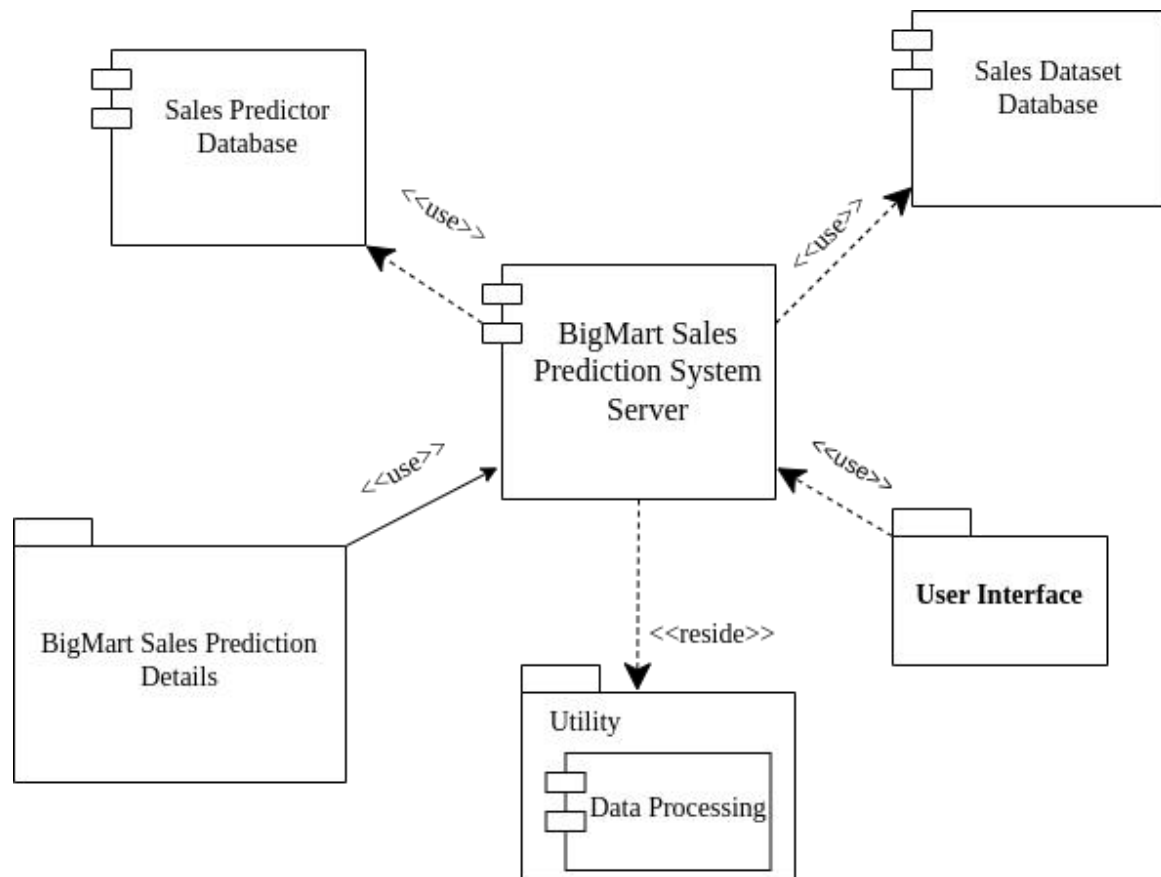 Sales Predictor
Database
Sales Dataset
Database
<<use>>
<<use>>
BigMart Sales
Prediction System
Server
<<use>>
<<use>>
BigMart Sales Prediction
Details
User Interface
<<reside>>
Utility
Data Processing